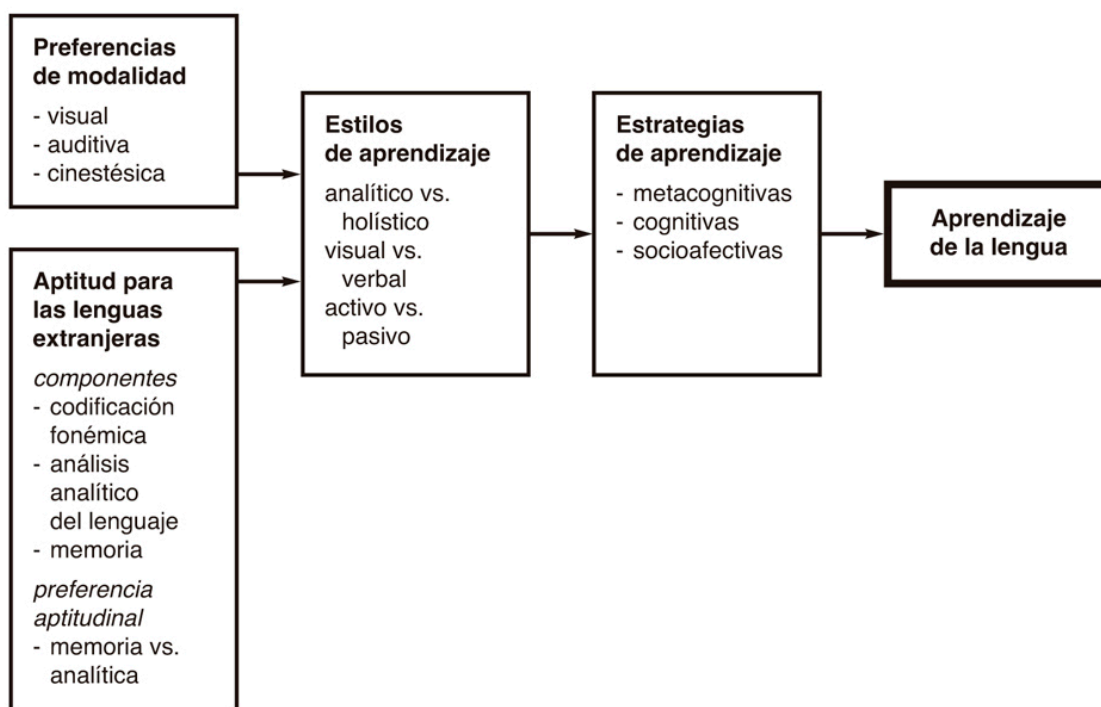 Preferencias
de modalidad
- visual
- auditiva
- cinestésica
Aptitud para
las lenguas
extranjeras
componentes
- codificación
fonémica
- análisis
analítico
del lenguaje
- memoria
preferencia
aptitudinal
- memoria vs.
analítica
Estilos
de aprendizaje
analítico vs.
holístico
visual vs.
verbal
activo vs.
pasivo
Estrategias
de aprendizaje
- metacognitivas
- cognitivas
- socioafectivas
Aprendizaje
de la lengua